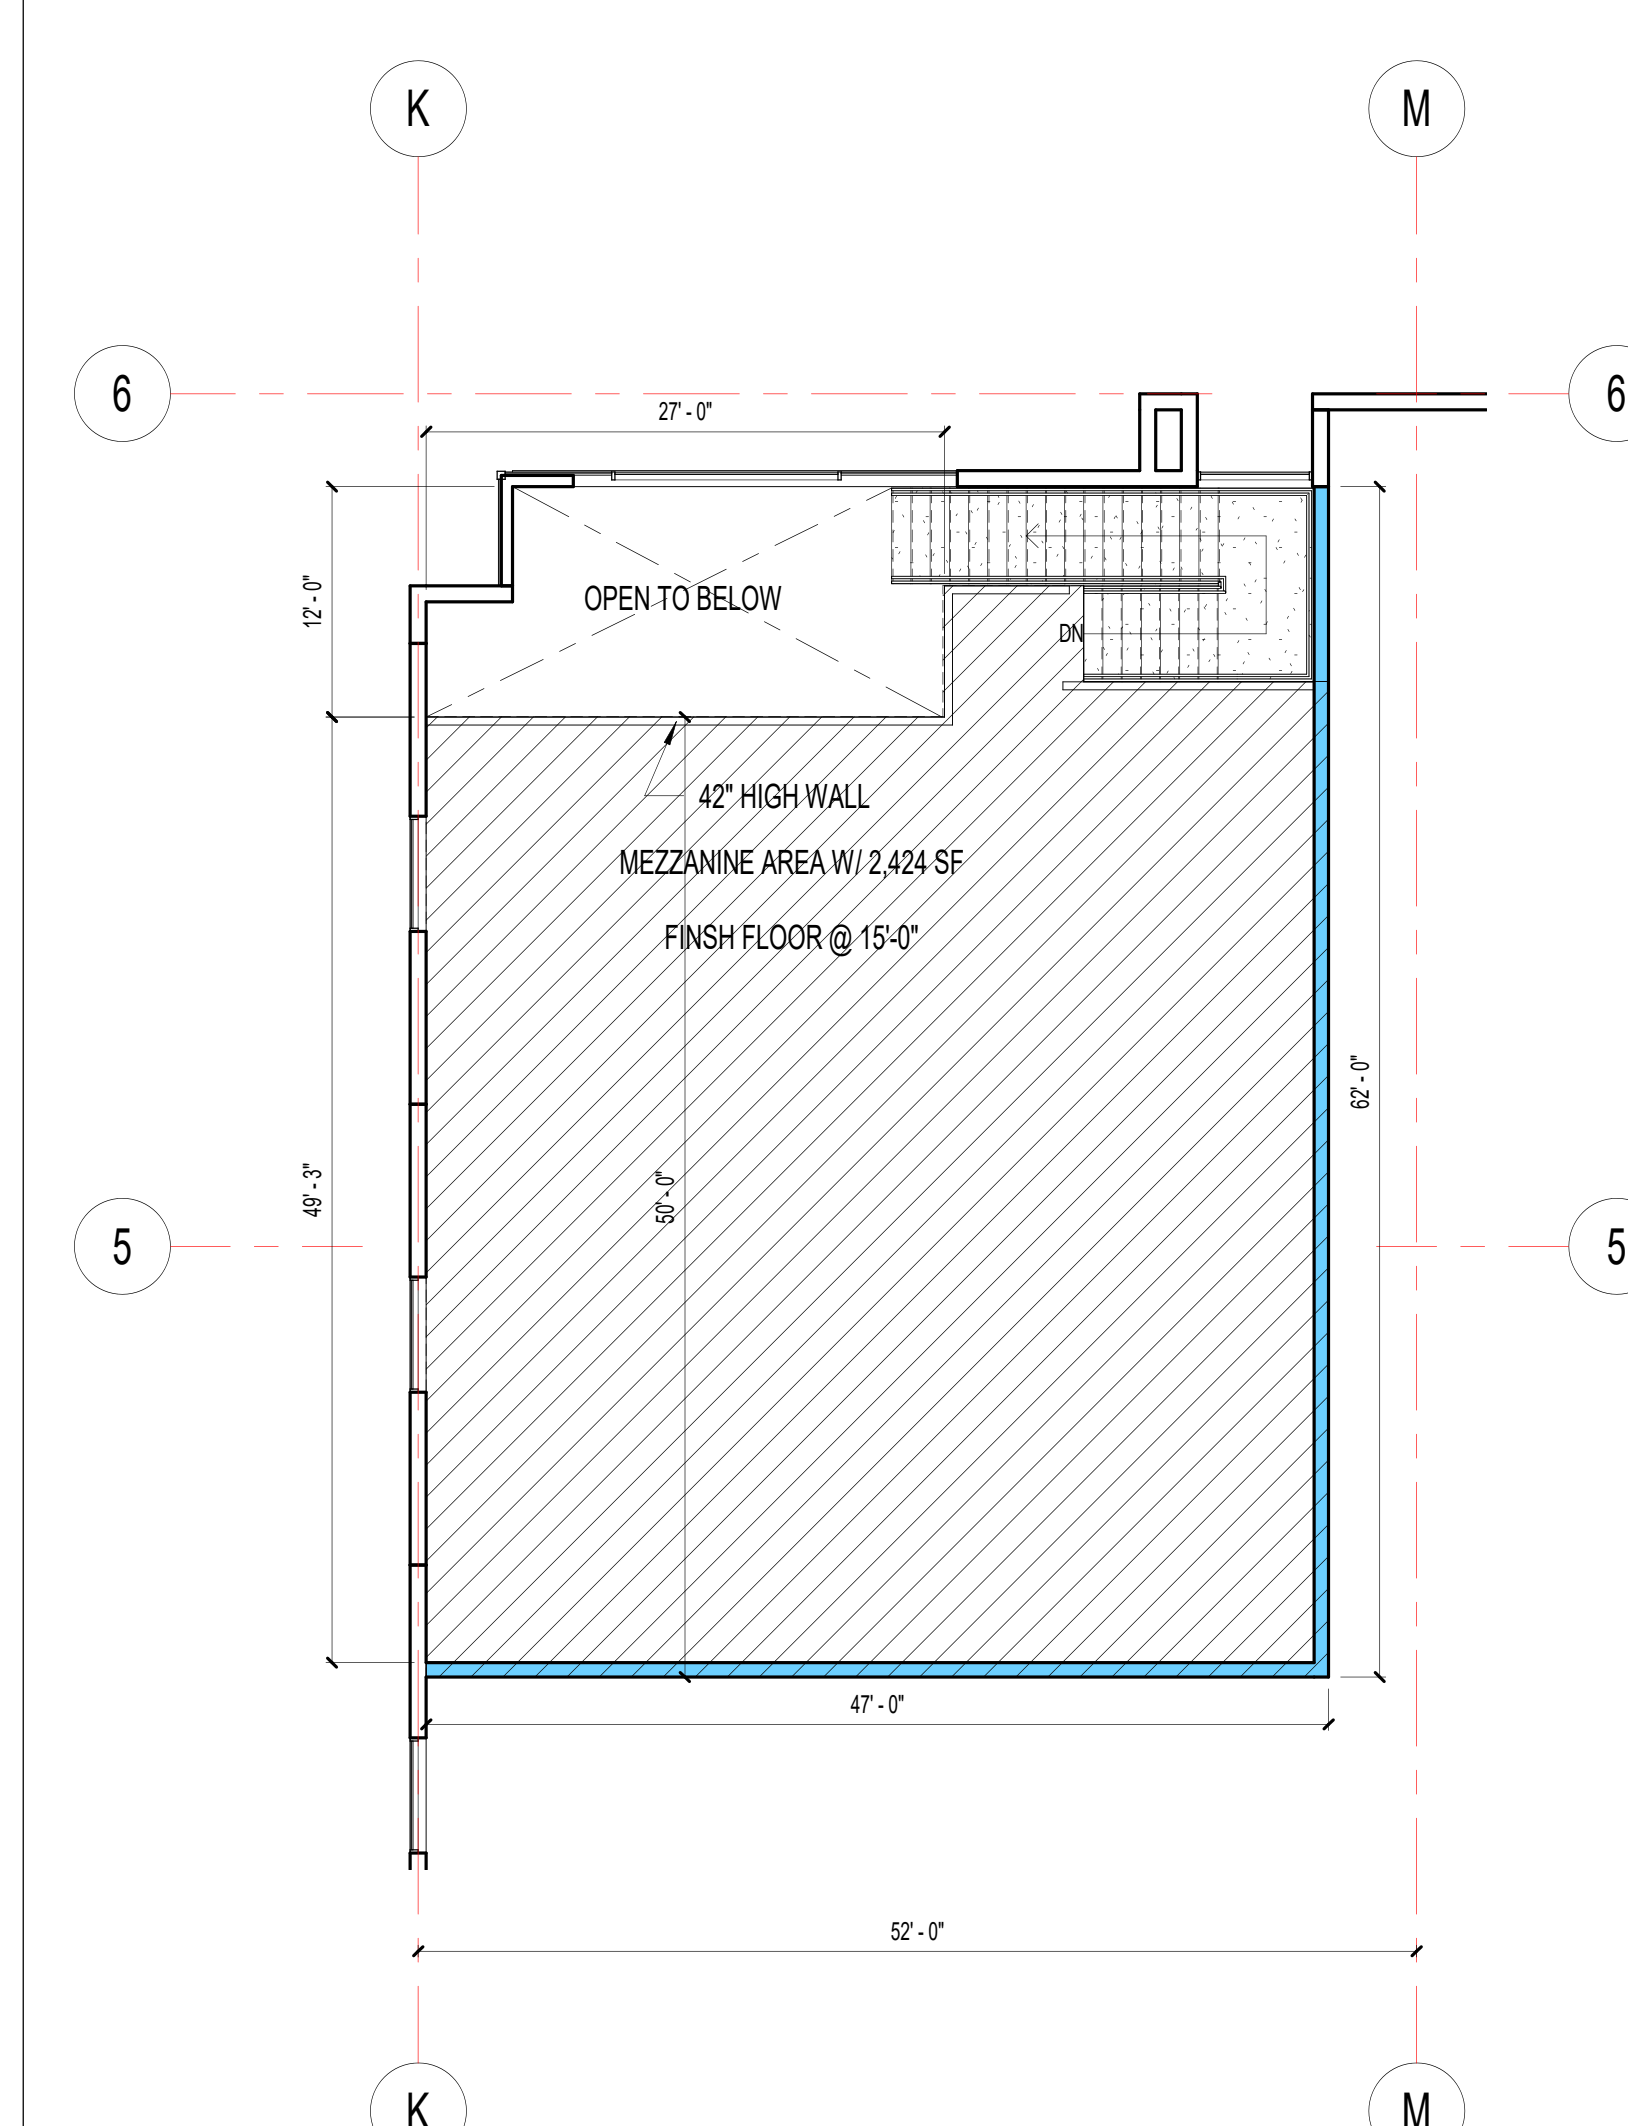 K
M
6
6
27' - 0"
12' - 0"
OPEN TO BELOW
DN
42" HIGH WALL
MEZZANINE AREA W/ 2,424 SF
FINSH FLOOR @ 15'-0"
62' - 0"
49' - 3"
50' - 0"
5
5
47' - 0"
52' - 0"
K
M